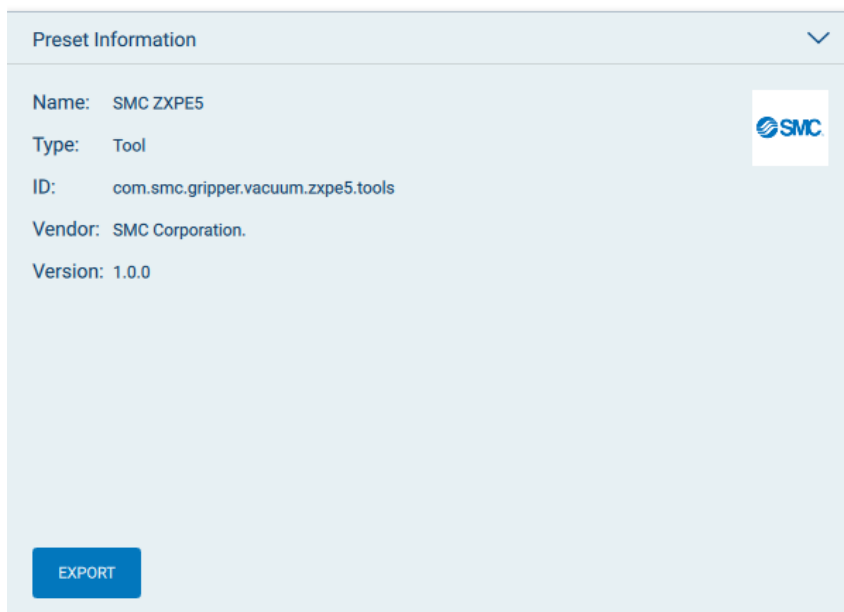 Preset Information
Name: SMC ZXPE5
SMC.
Type: Tool
ID: com.smc.gripper.vacuum.zxpe5.tools
Vendor: SMC Corporation.
Version: 1.0.0
EXPORT